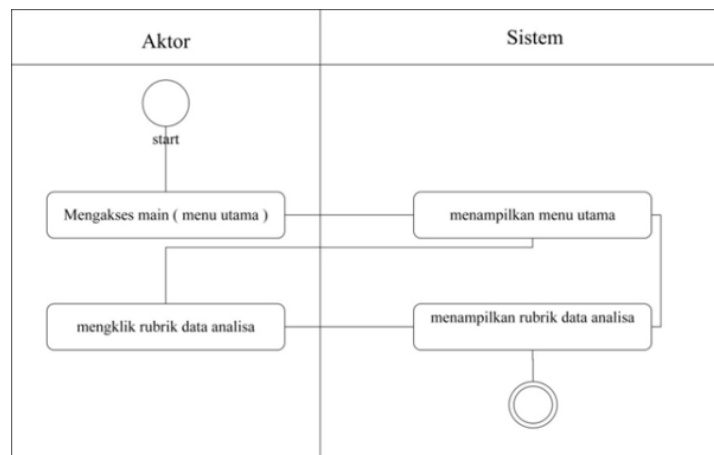 Aktor
Sistem
start
Mengakses main ( menu utama )
menampilkan menu utama
mengklik rubrik data analisa
menampilkan rubrik data analisa